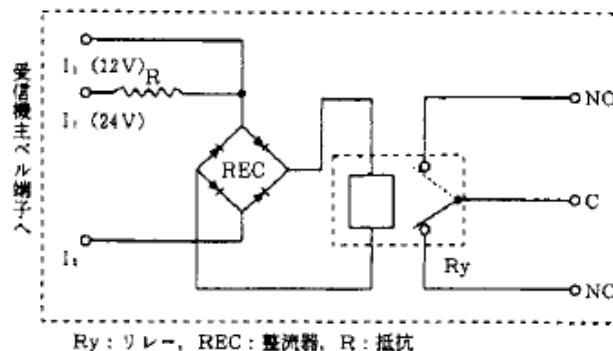 受信機主ベル端子へ
I₁ (12V)
R
I₂ (24V)
REC
I₃
Ry
NO
C
NO
Ry：リレー，REC：整流器，R：抵抗